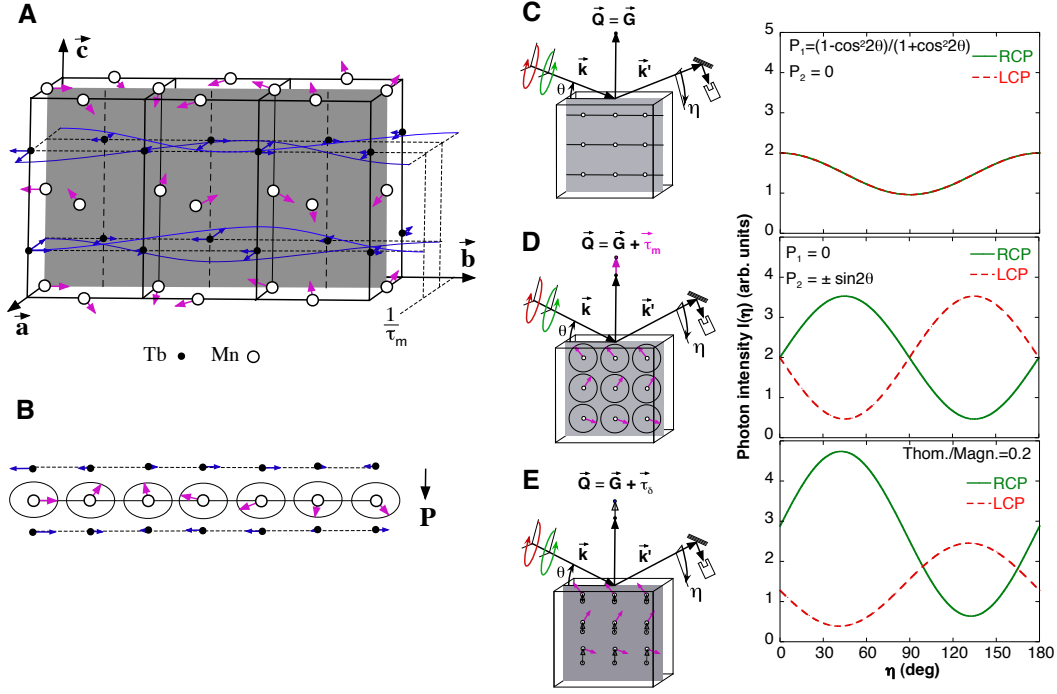 A
c
b
a
1/τm
Tb ● Mn ○
B
P
C
Q = G
k k'
θ
η
D
Q = G + τm
k k'
θ
η
E
Q = G + τδ
k k'
θ
η
Photon intensity I(η) (arb. units)
P1=(1-cos²2θ)/(1+cos²2θ)
P2 = 0
RCP
LCP
5
4
3
2
1
0
P1 = 0
P2 = ± sin2θ
RCP
LCP
4
3
2
1
0
Thom./Magn.=0.2
RCP
LCP
4
3
2
1
0
0 30 60 90 120 150 180
η (deg)